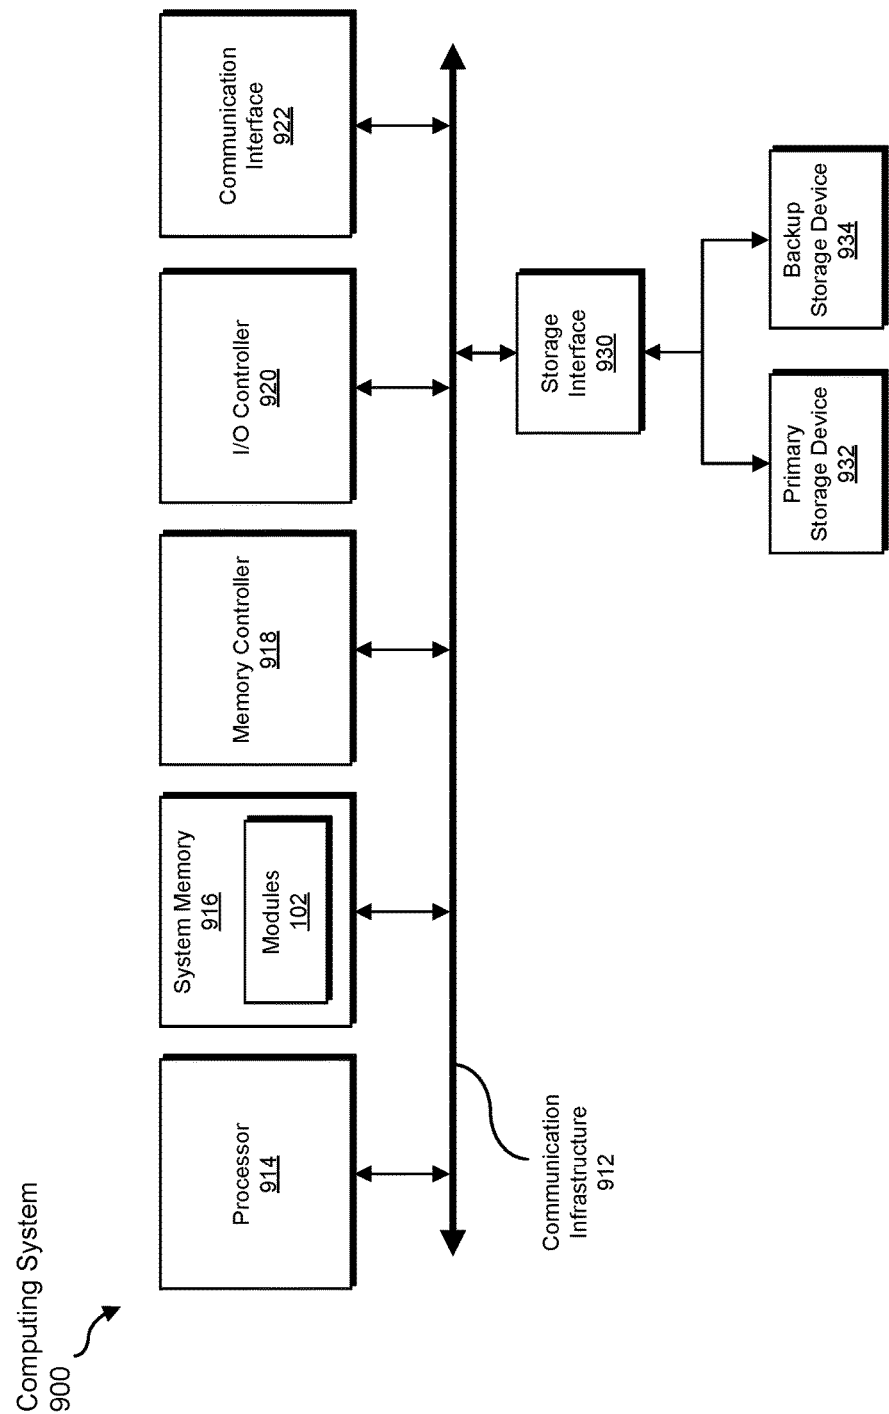 Computing System
900
Processor
914
System Memory
916
Modules
102
Memory Controller
918
I/O Controller
920
Communication
Interface
922
Communication
Infrastructure
912
Storage
Interface
930
Primary
Storage Device
932
Backup
Storage Device
934